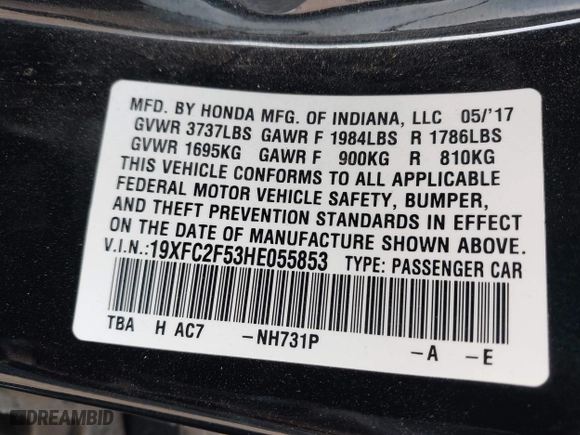 MFD. BY HONDA MFG. OF INDIANA, LLC 05/'17
GVWR 3737LBS GAWR F 1984LBS R 1786LBS
GVWR 1695KG GAWR F 900KG R 810KG
THIS VEHICLE CONFORMS TO ALL APPLICABLE
FEDERAL MOTOR VEHICLE SAFETY, BUMPER,
AND THEFT PREVENTION STANDARDS IN EFFECT
ON THE DATE OF MANUFACTURE SHOWN ABOVE.
V.I.N.:19XFC2F53HE055853 TYPE: PASSENGER CAR
TBA H AC7 -NH731P -A -E
DREAMBID